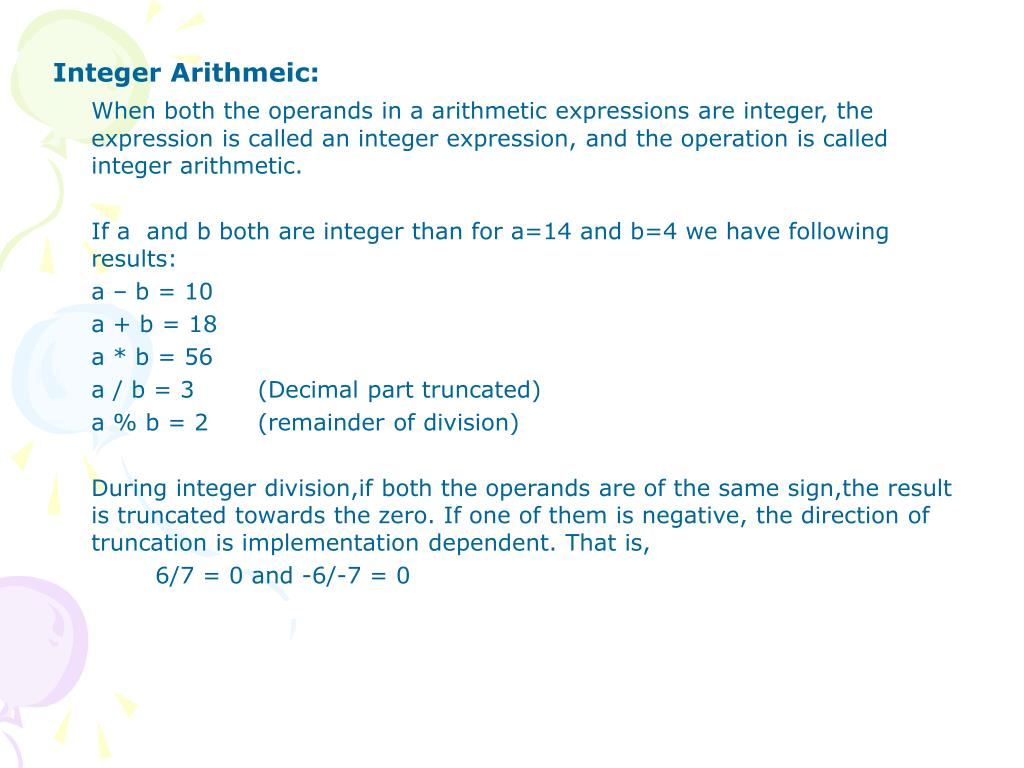 Integer Arithmeic:
When both the operands in a arithmetic expressions are integer, the
expression is called an integer expression, and the operation is called
integer arithmetic.
If a  and b both are integer than for a=14 and b=4 we have following
results:
a – b = 10
a + b = 18
a * b = 56
a / b = 3 (Decimal part truncated)
a % b = 2 (remainder of division)
During integer division,if both the operands are of the same sign,the result
is truncated towards the zero. If one of them is negative, the direction of
truncation is implementation dependent. That is,
6/7 = 0 and -6/-7 = 0